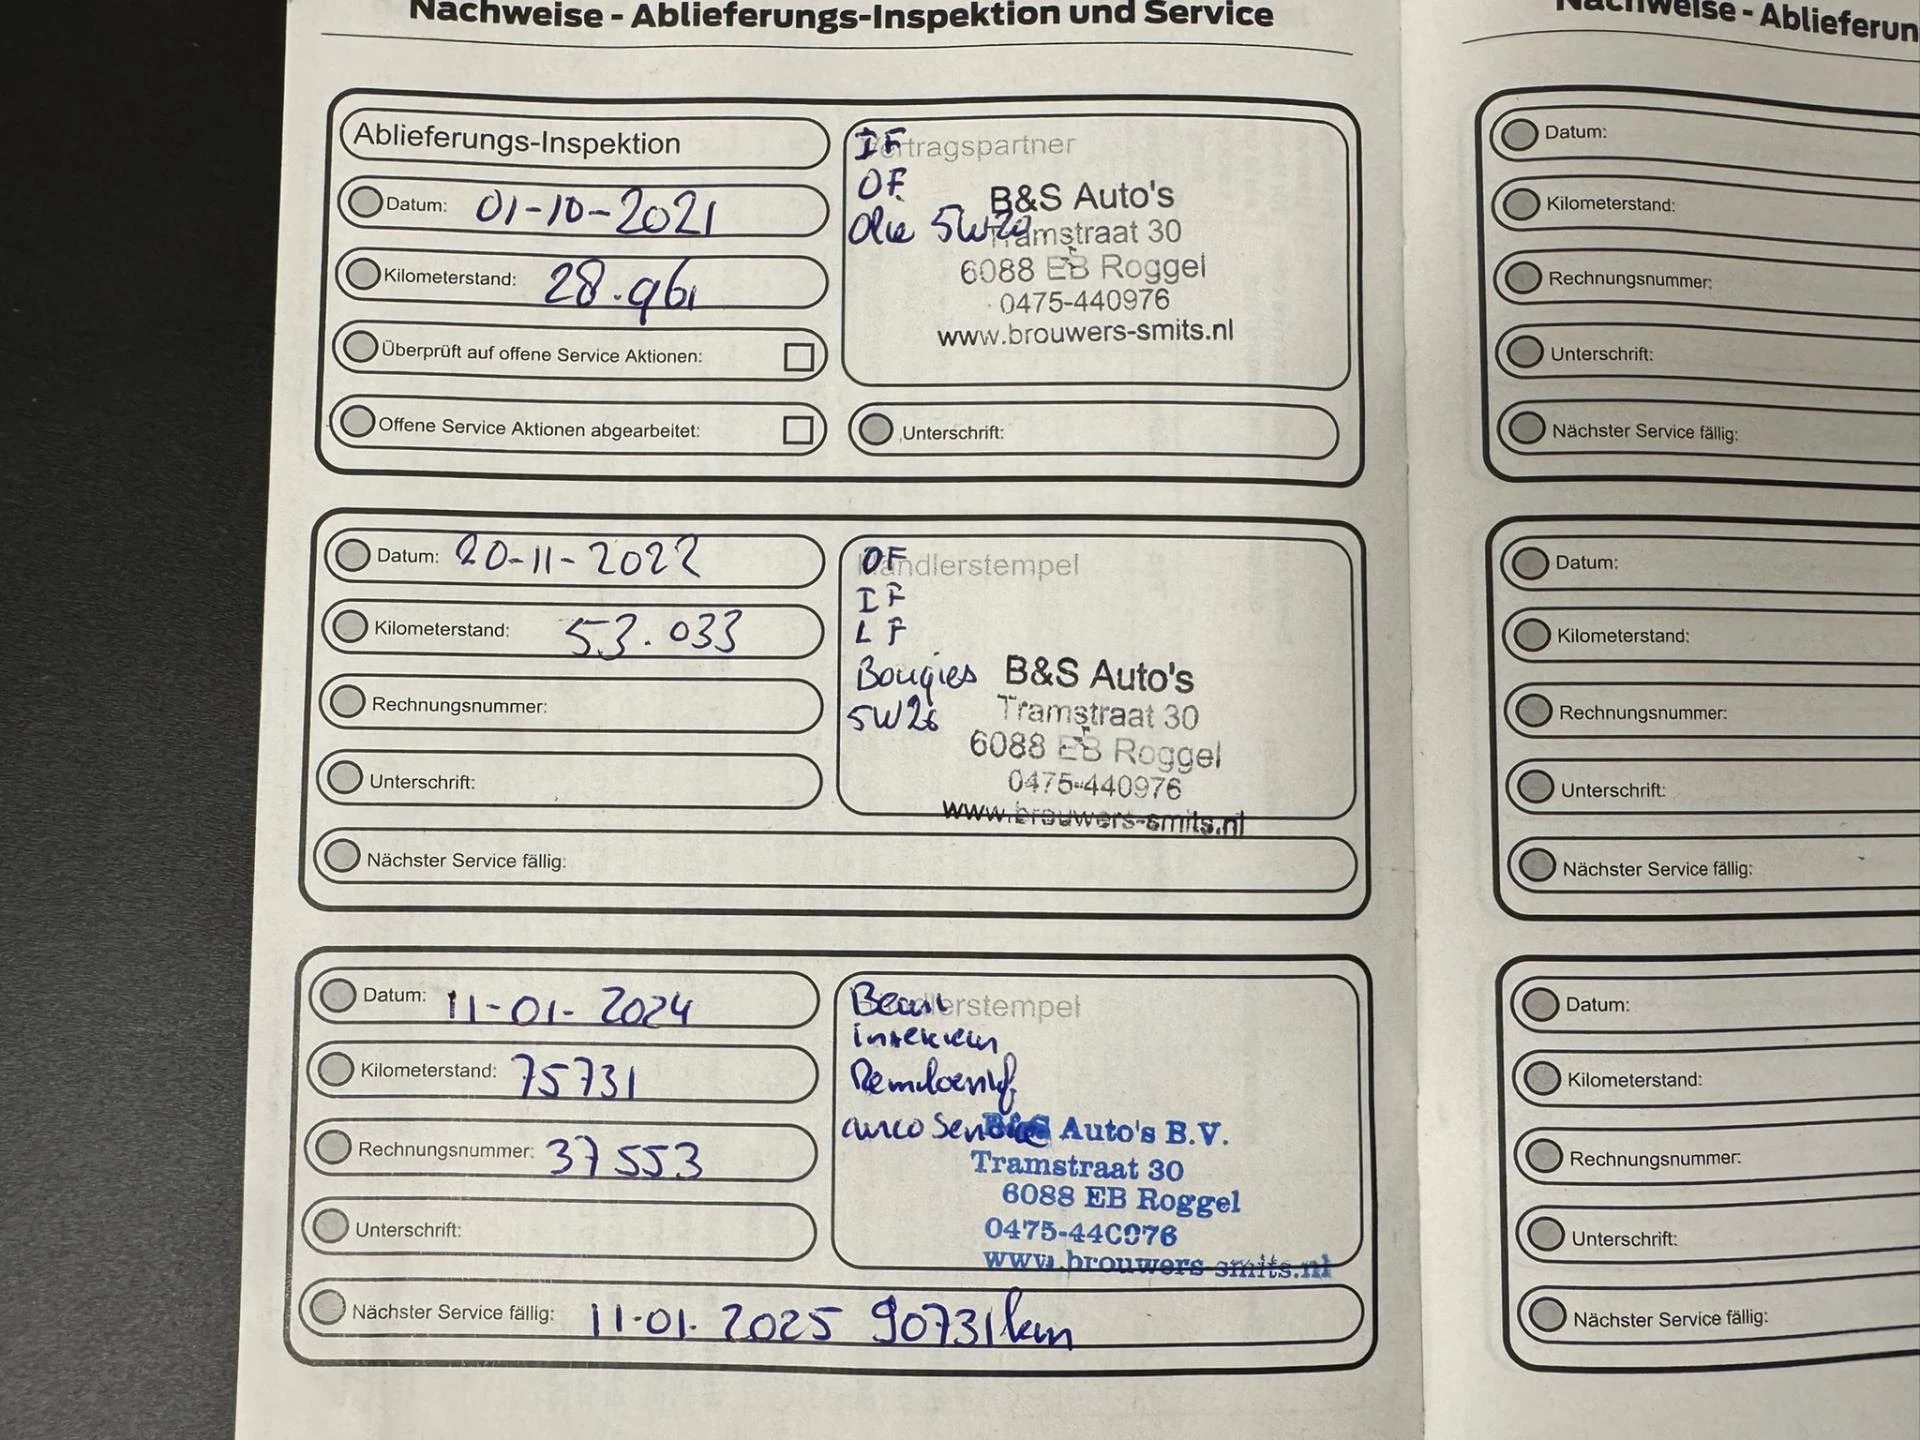 Nachweise - Ablieferungs-Inspektion und Service
Ablieferungs-Inspektion
Datum: 01-10-2021
Kilometerstand: 28.961
Überprüft auf offene Service Aktionen:
Offene Service Aktionen abgearbeitet:
Vertragspartner
IF
OF
Olie 5W20
B&S Auto's
Tramstraat 30
6088 EB Roggel
0475-440976
www.brouwers-smits.nl
Unterschrift:
Datum: 20-11-2022
Kilometerstand: 53.033
Rechnungsnummer:
Unterschrift:
Händlerstempel
OF
IF
LF
Bougies
5W20
B&S Auto's
Tramstraat 30
6088 EB Roggel
0475-440976
www.brouwers-smits.nl
Nächster Service fällig:
Datum: 11-01-2024
Kilometerstand: 75731
Rechnungsnummer: 37553
Unterschrift:
Händlerstempel
B&S Auto's B.V.
Tramstraat 30
6088 EB Roggel
0475-440976
www.brouwers-smits.nl
Nächster Service fällig: 11-01-2025 90731km
Nachweise - Ablieferun
Datum:
Kilometerstand:
Rechnungsnummer:
Unterschrift:
Nächster Service fällig:
Datum:
Kilometerstand:
Rechnungsnummer:
Unterschrift:
Nächster Service fällig:
Datum:
Kilometerstand:
Rechnungsnummer:
Unterschrift:
Nächster Service fällig: